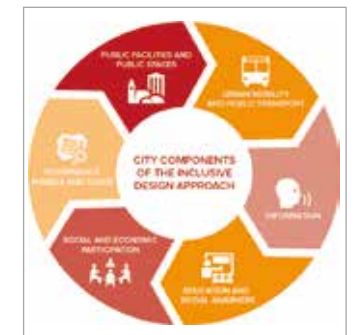 PUBLIC FACILITIES AND
PUBLIC SPACES
URBAN MOBILITY
AND PUBLIC TRANSPORT
INFORMATION
EDUCATION AND
SOCIAL AWARENESS
SOCIAL AND ECONOMIC
PARTICIPATION
GOVERNANCE
CITY COMPONENTS
OF THE INCLUSIVE
DESIGN APPROACH